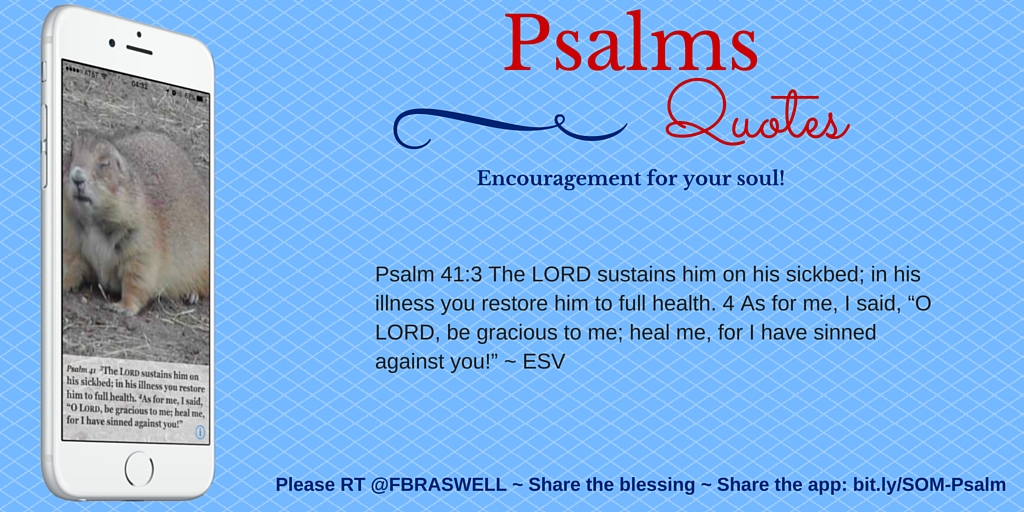 Psalms
Quotes
Encouragement for your soul!
Psalm 41:3 The LORD sustains him on his sickbed; in his
illness you restore him to full health. 4 As for me, I said, “O
LORD, be gracious to me; heal me, for I have sinned
against you!” ~ ESV
AT&T
04:32
Psalm 41 ³The LORD sustains him on
his sickbed; in his illness you restore
him to full health. ⁴As for me, I said,
“O LORD, be gracious to me; heal me,
for I have sinned against you!”
Please RT @FBRASWELL ~ Share the blessing ~ Share the app: bit.ly/SOM-Psalm